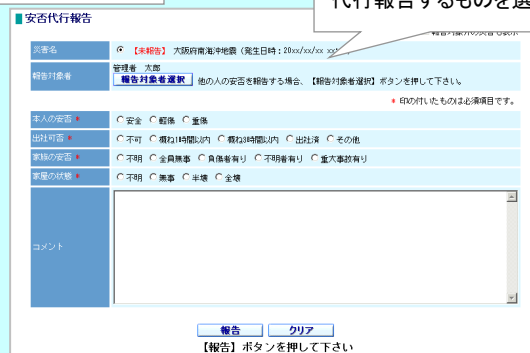 代行報告するものを選
安否代行報告
災害名
【未報告】 大阪府南海沖地震（発生日時：20xx/xx/xx xx
報告対象者
管理者 太郎
報告対象者選択 他の人の安否を報告する場合、【報告対象者選択】ボタンを押して下さい。
* 印の付いたものは必須項目です。
本人の安否 * 安全 軽傷 重傷
出社可否 * 不可 概ね1時間以内 概ね3時間以内 出社済 その他
家族の安否 * 不明 全員無事 負傷者有り 不明者有り 重大事故有り
家屋の状態 * 不明 無事 半壊 全壊
コメント
報告 クリア
【報告】ボタンを押して下さい